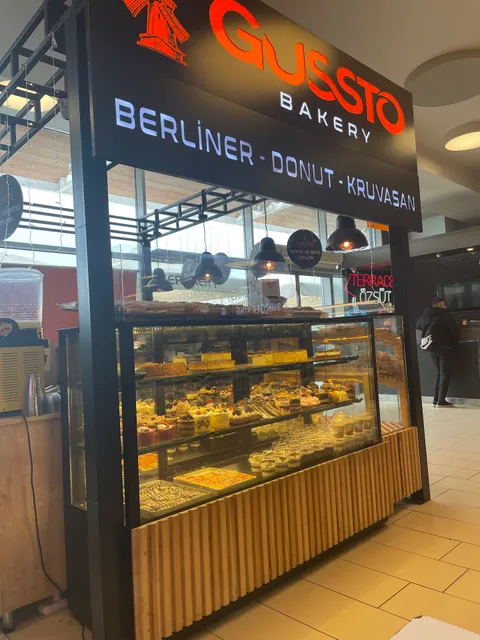 GUSSTO
BAKERY
BERLİNER - DONUT - KRUVASAN
TERRACE
ÖZSÜT